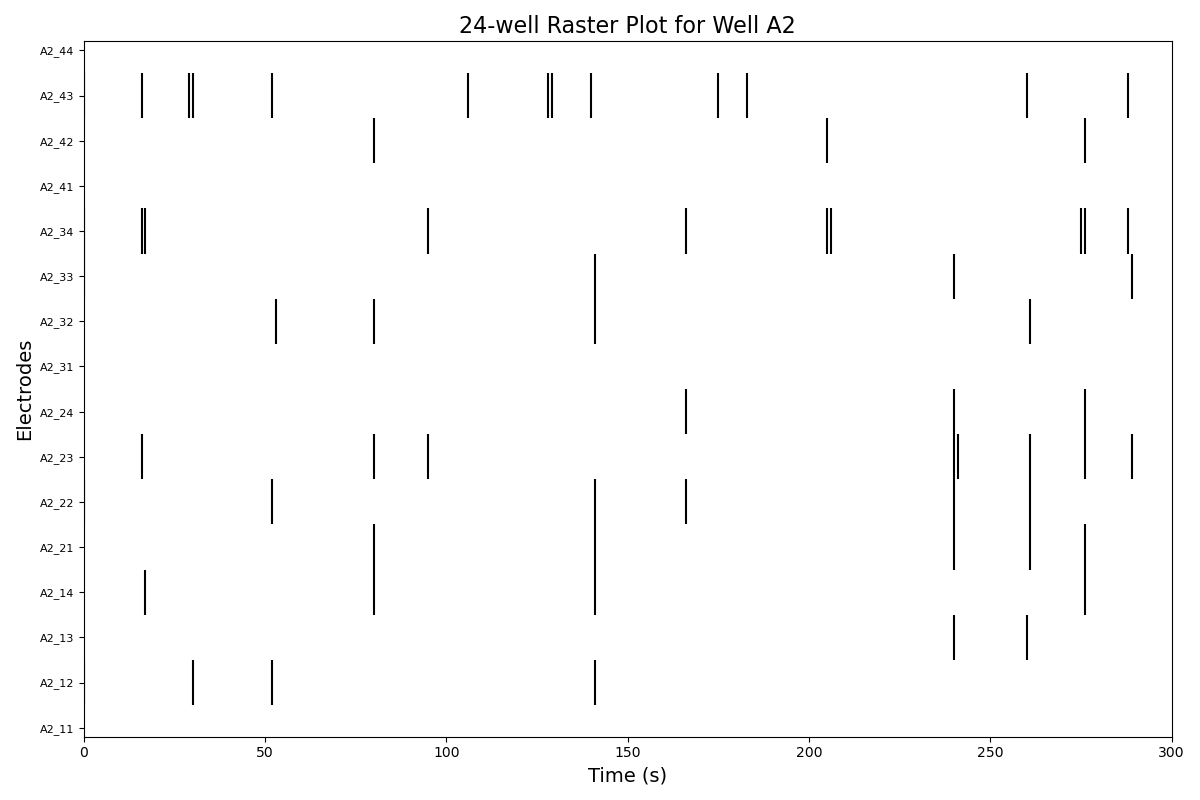 24-well Raster Plot for Well A2
A2_44
A2_43
A2_42
A2_41
A2_34
A2_33
A2_32
A2_31
A2_24
A2_23
A2_22
A2_21
A2_14
A2_13
A2_12
A2_11
Electrodes
0 50 100 150 200 250 300
Time (s)